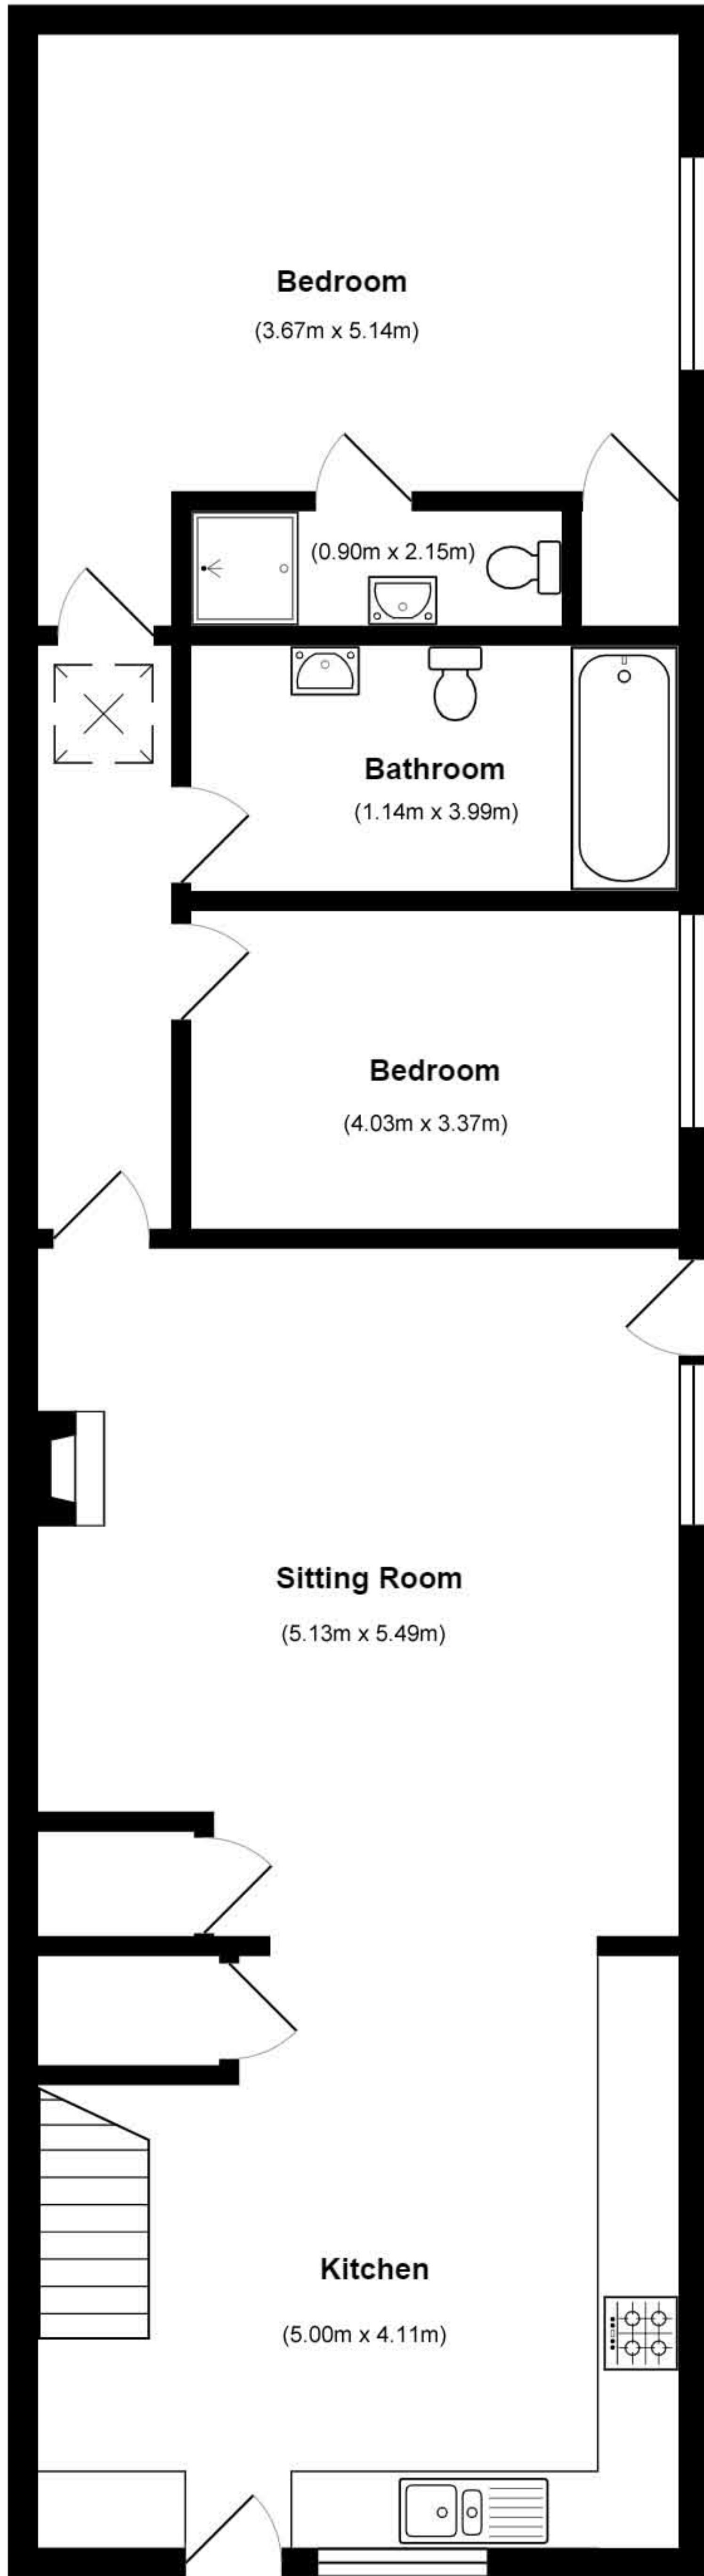 Bedroom
(3.67m x 5.14m)
(0.90m x 2.15m)
Bathroom
(1.14m x 3.99m)
Bedroom
(4.03m x 3.37m)
Sitting Room
(5.13m x 5.49m)
Kitchen
(5.00m x 4.11m)